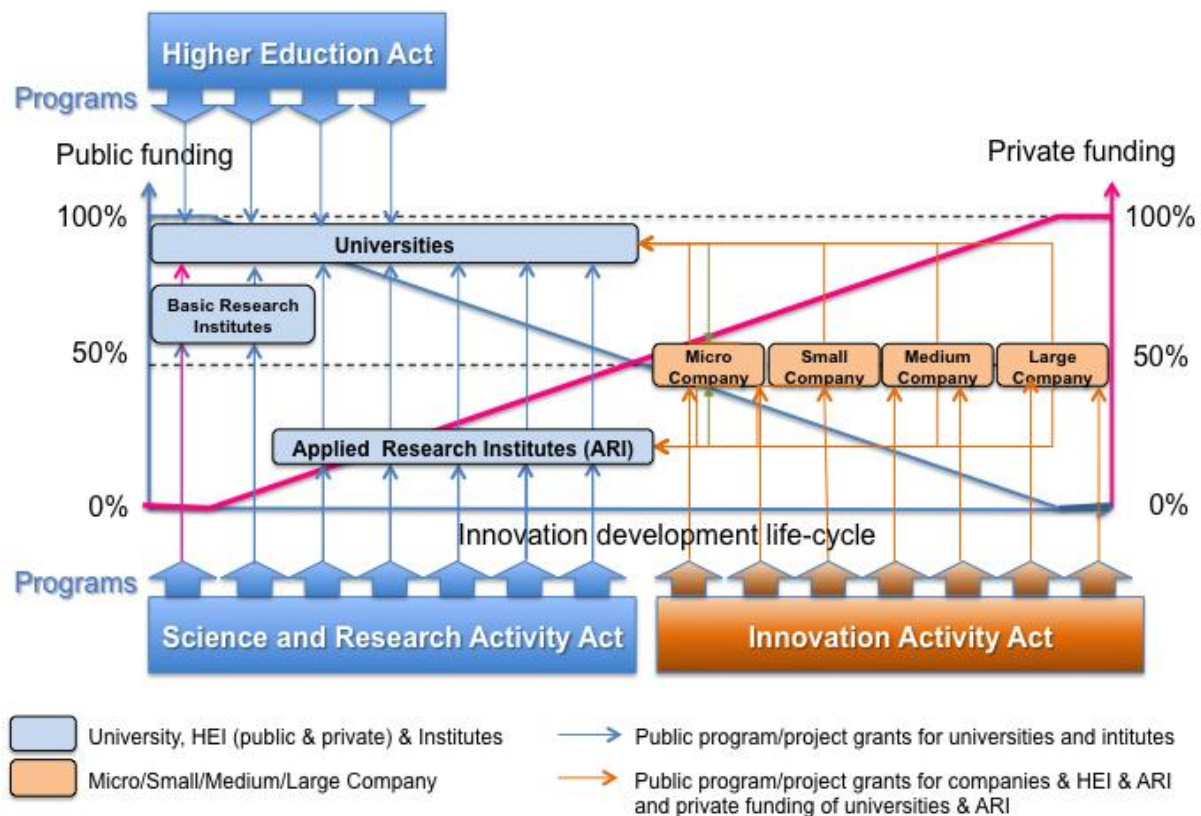 Higher Eduction Act
Programs
Public funding
Private funding
100%
100%
Universities
Basic Research
Institutes
50%
50%
Micro
Company
Small
Company
Medium
Company
Large
Company
Applied Research Institutes (ARI)
0%
0%
Innovation development life-cycle
Programs
Science and Research Activity Act
Innovation Activity Act
University, HEI (public & private) & Institutes
Public program/project grants for universities and intitutes
Micro/Small/Medium/Large Company
Public program/project grants for companies & HEI & ARI
and private funding of universities & ARI